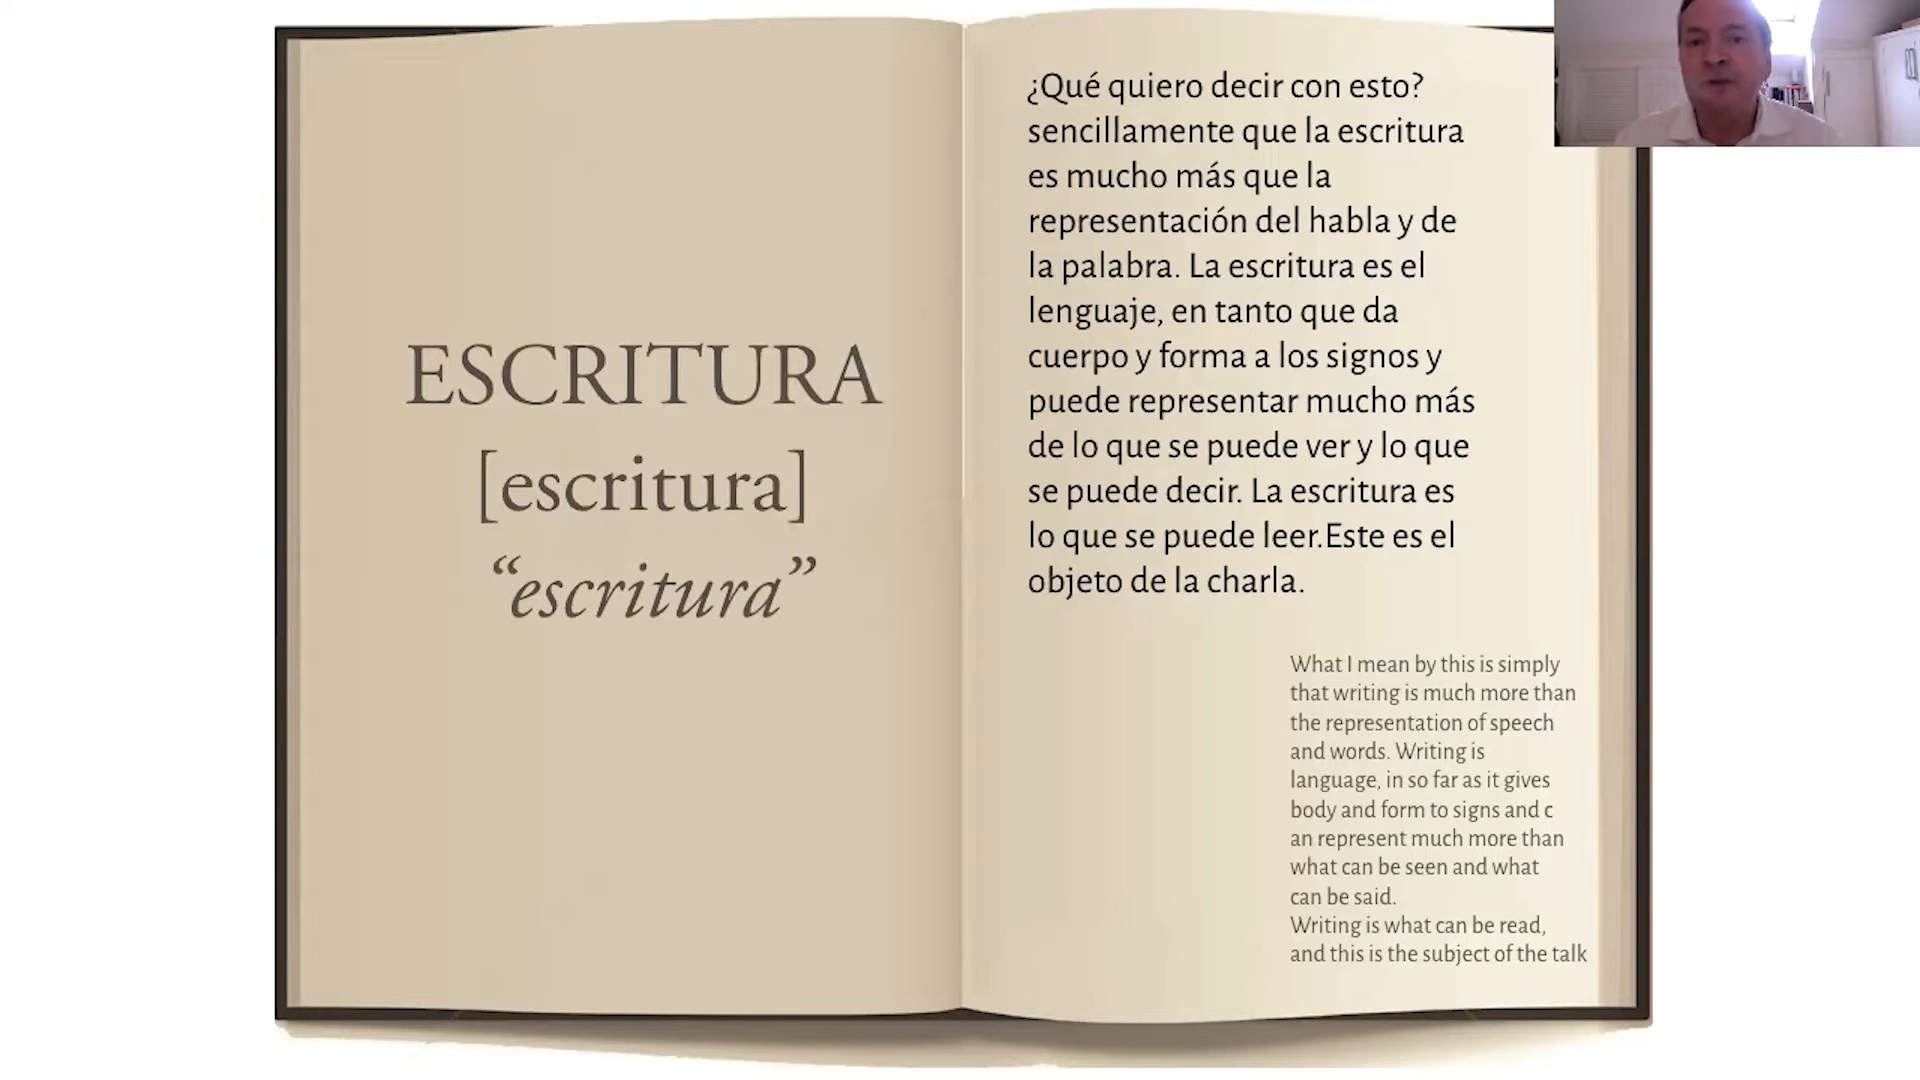 ESCRITURA
[escritura]
“escritura”
¿Qué quiero decir con esto?
sencillamente que la escritura
es mucho más que la
representación del habla y de
la palabra. La escritura es el
lenguaje, en tanto que da
cuerpo y forma a los signos y
puede representar mucho más
de lo que se puede ver y lo que
se puede decir. La escritura es
lo que se puede leer.Este es el
objeto de la charla.
What I mean by this is simply
that writing is much more than
the representation of speech
and words. Writing is
language, in so far as it gives
body and form to signs and c
an represent much more than
what can be seen and what
can be said.
Writing is what can be read,
and this is the subject of the talk